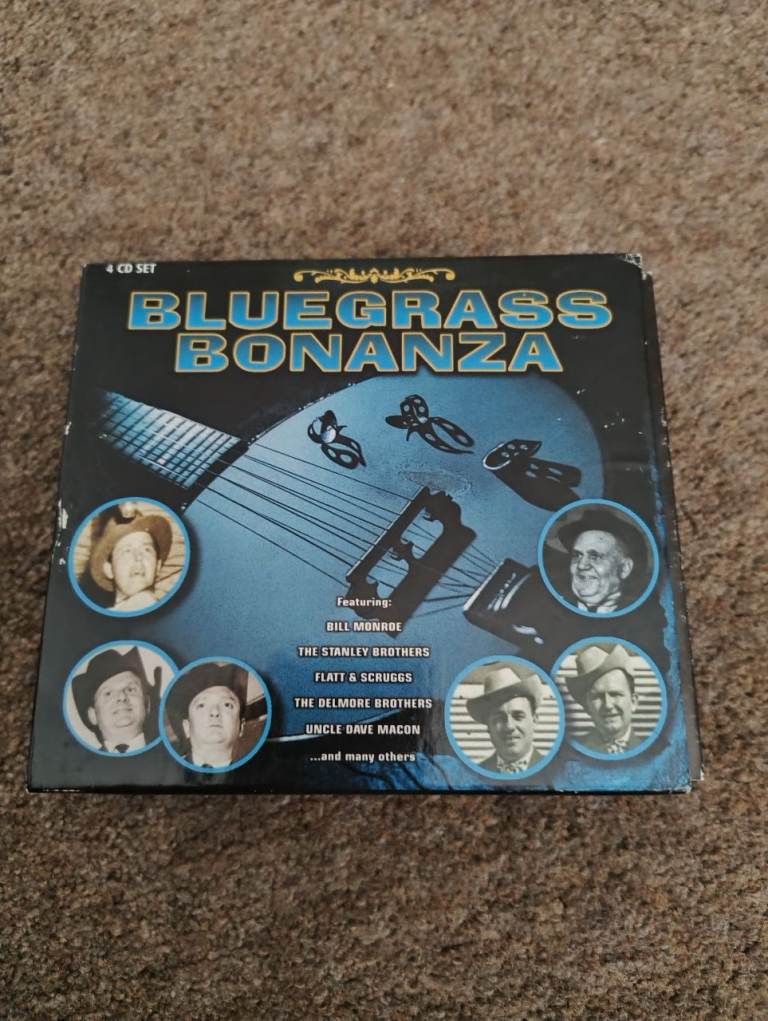 4 CD SET
BLUEGRASS
BONANZA
Featuring:
BILL MONROE
THE STANLEY BROTHERS
FLATT & SCRUGGS
THE DELMORE BROTHERS
UNCLE DAVE MACON
...and many others